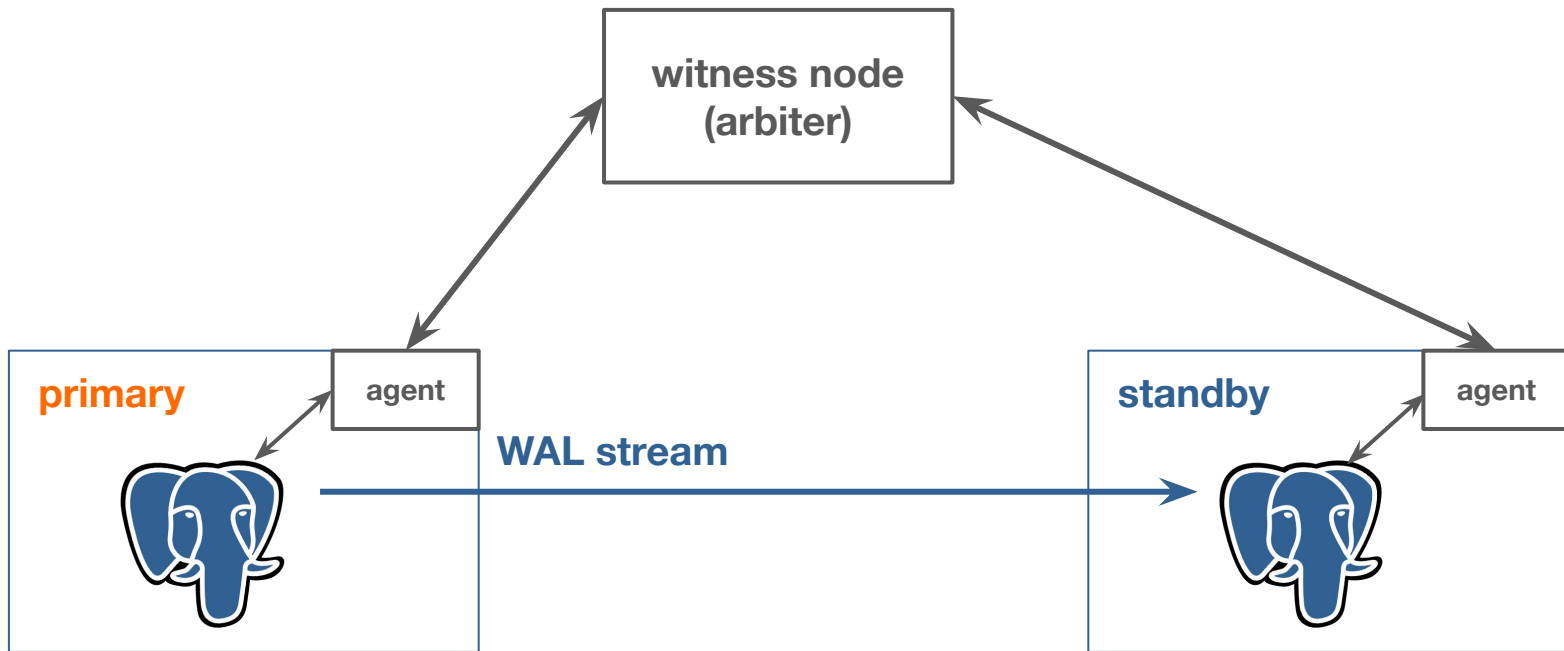 witness node
(arbiter)
primary
agent
WAL stream
standby
agent